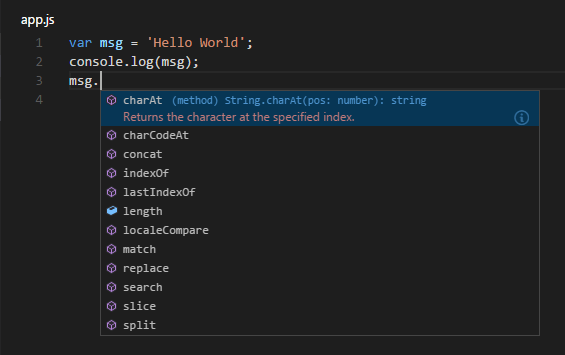 app.js
1 var msg = 'Hello World';
2 console.log(msg);
3 msg.
4
charAt (method) String.charAt(pos: number): string
Returns the character at the specified index.
charCodeAt
concat
indexOf
lastIndexOf
length
localeCompare
match
replace
search
slice
split